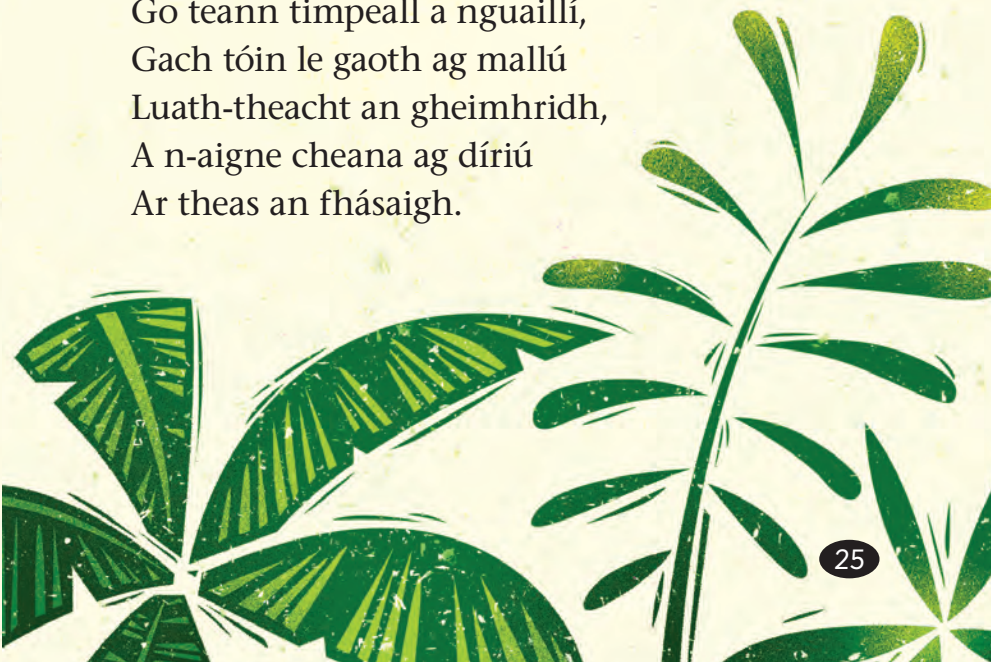 Go teann timpeall a nguaillí,
Gach tóin le gaoth ag mallú
Luath-theacht an gheimhridh,
A n-aigne cheana ag díriú
Ar theas an fhásaigh.
25